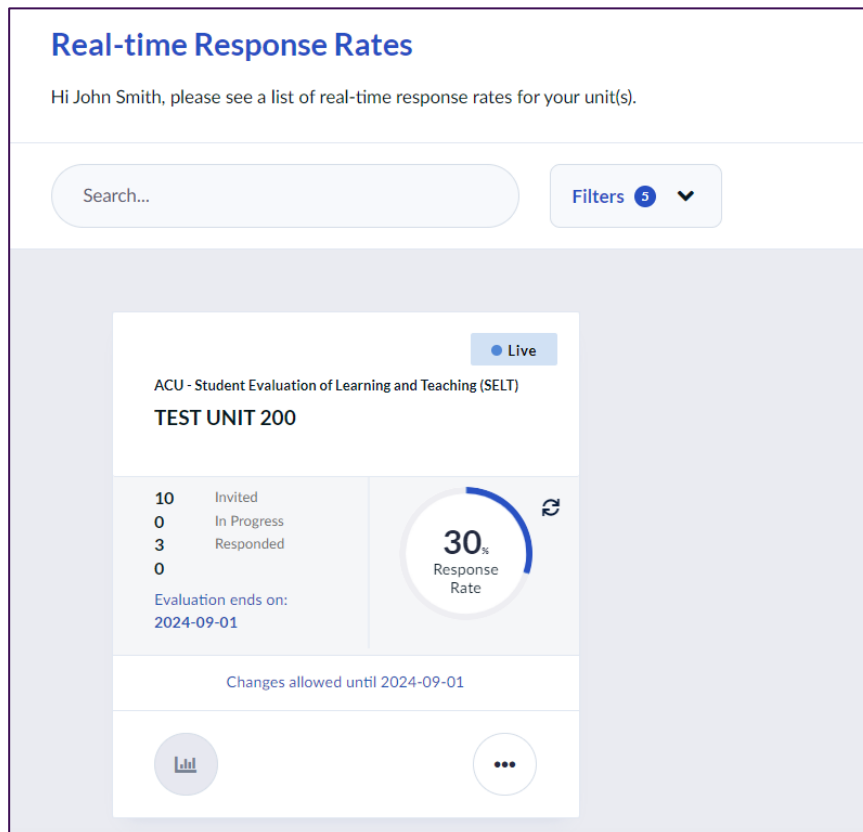 Real-time Response Rates
Hi John Smith, please see a list of real-time response rates for your unit(s).
Search...
Filters 5
Live
ACU - Student Evaluation of Learning and Teaching (SELT)
TEST UNIT 200
10 Invited
0 In Progress
3 Responded
0
Evaluation ends on:
2024-09-01
30%
Response
Rate
Changes allowed until 2024-09-01